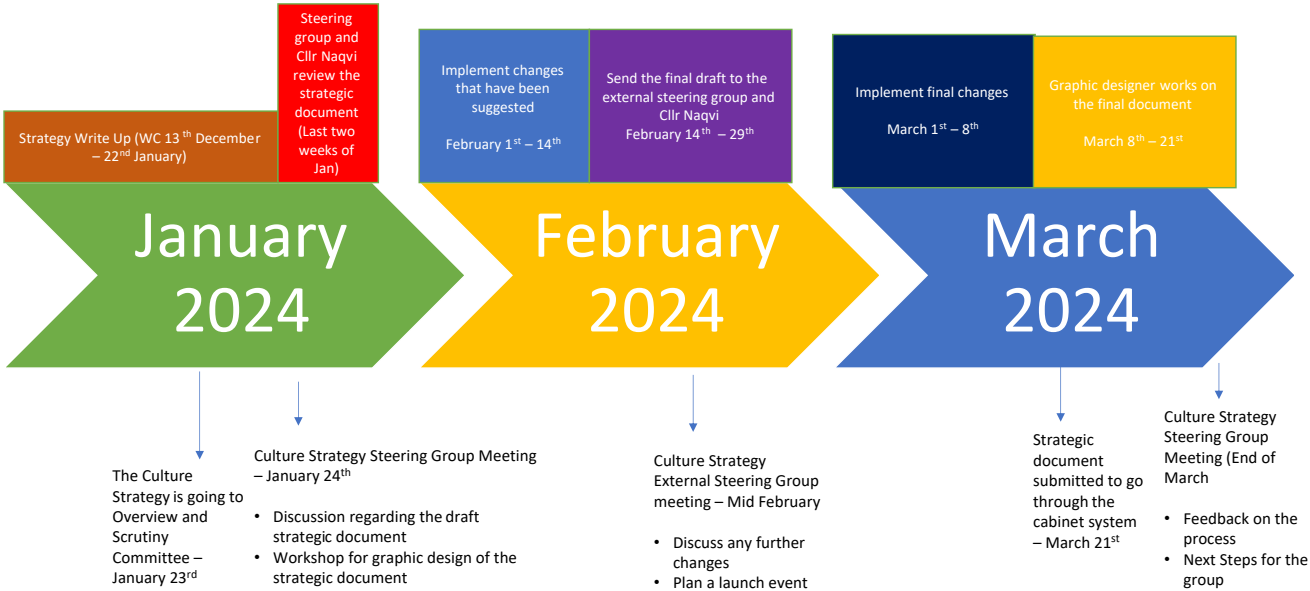 Steering
group and
Cllr Naqvi
review the
strategic
document
(Last two
weeks of
Jan)
Strategy Write Up (WC 13th December
– 22nd January)
Implement changes
that have been
suggested
February 1st – 14th
Send the final draft to the
external steering group and
Cllr Naqvi
February 14th – 29th
Implement final changes
March 1st – 8th
Graphic designer works on
the final document
March 8th – 21st
January
2024
February
2024
March
2024
The Culture
Strategy is going to
Overview and
Scrutiny
Committee –
January 23rd
Culture Strategy Steering Group Meeting
– January 24th
• Discussion regarding the draft
strategic document
• Workshop for graphic design of the
strategic document
Culture Strategy
External Steering Group
meeting – Mid February
• Discuss any further
changes
• Plan a launch event
Strategic
document
submitted to go
through the
cabinet system
– March 21st
Culture Strategy
Steering Group
Meeting (End of
March
• Feedback on the
process
• Next Steps for the
group